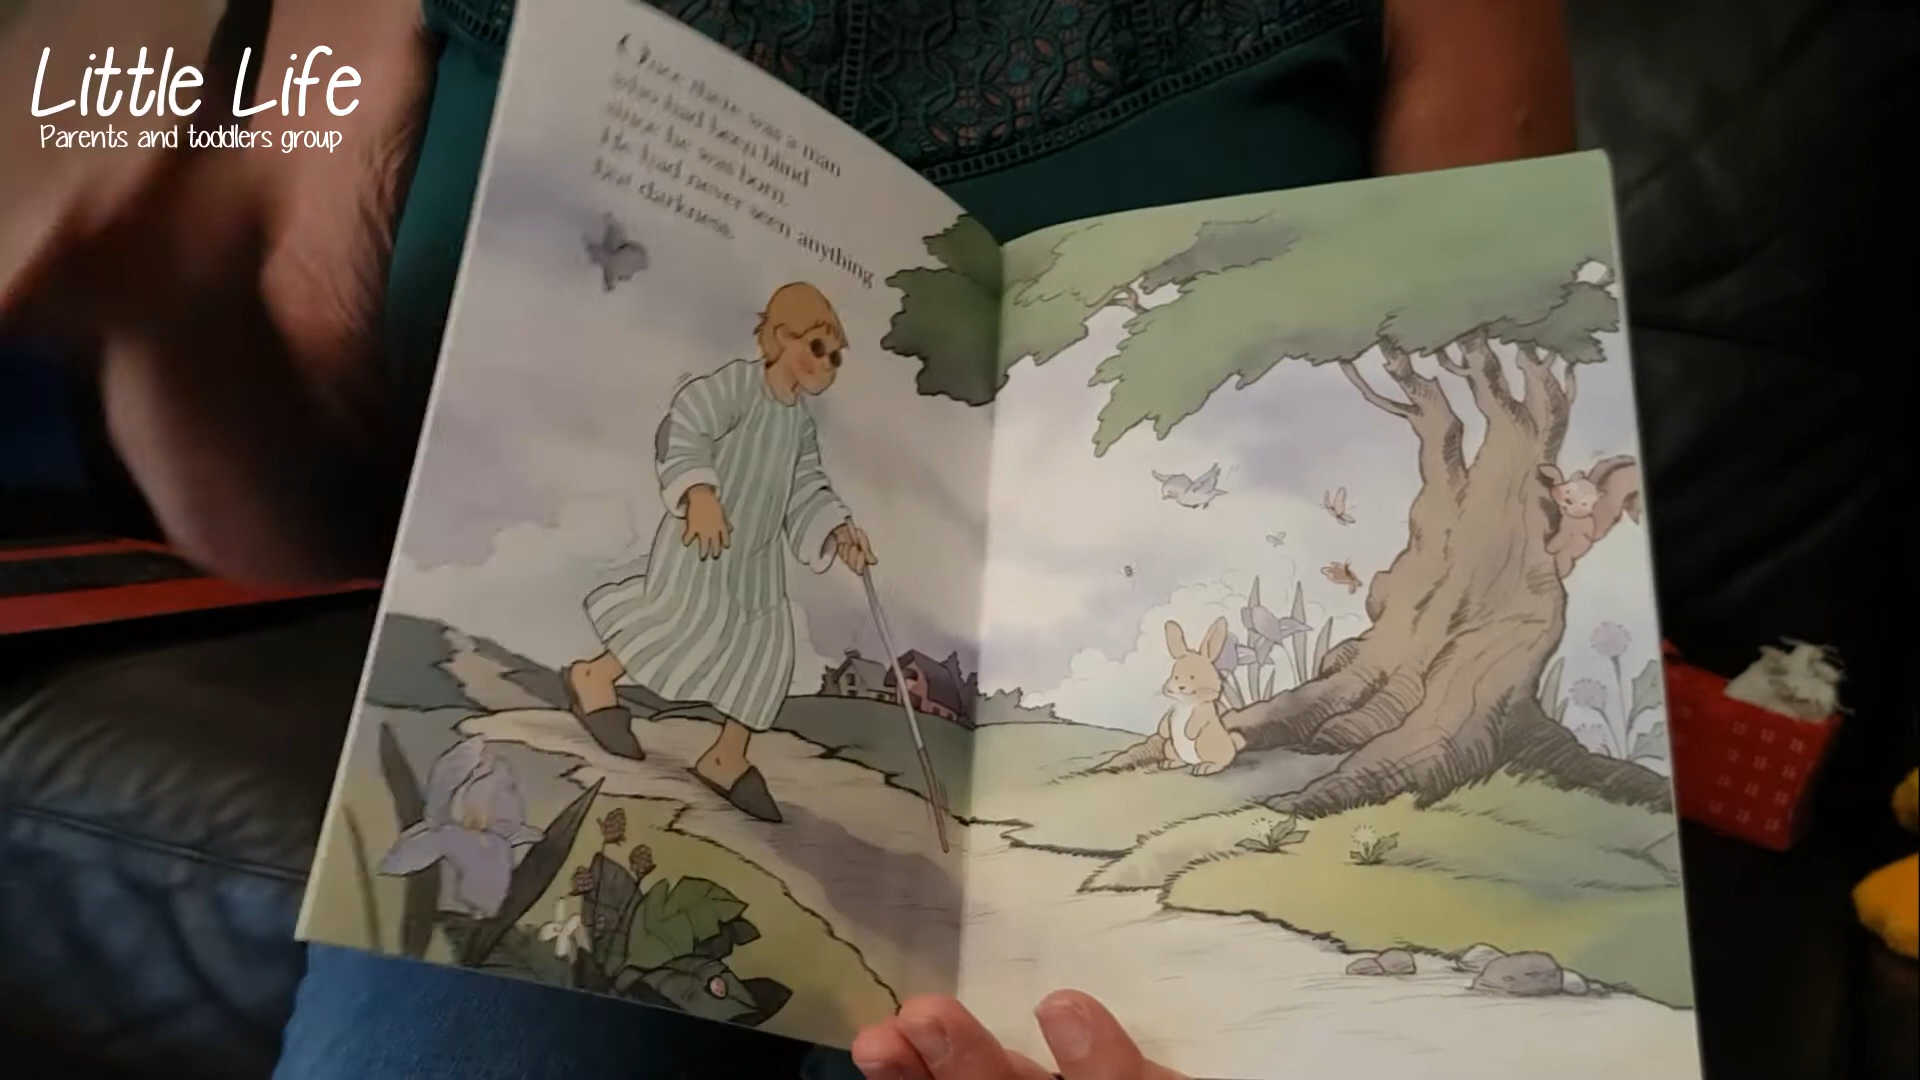 Little Life
Parents and toddlers group
Once there was a man
who had been blind
since he was born.
He had never seen anything
but darkness.